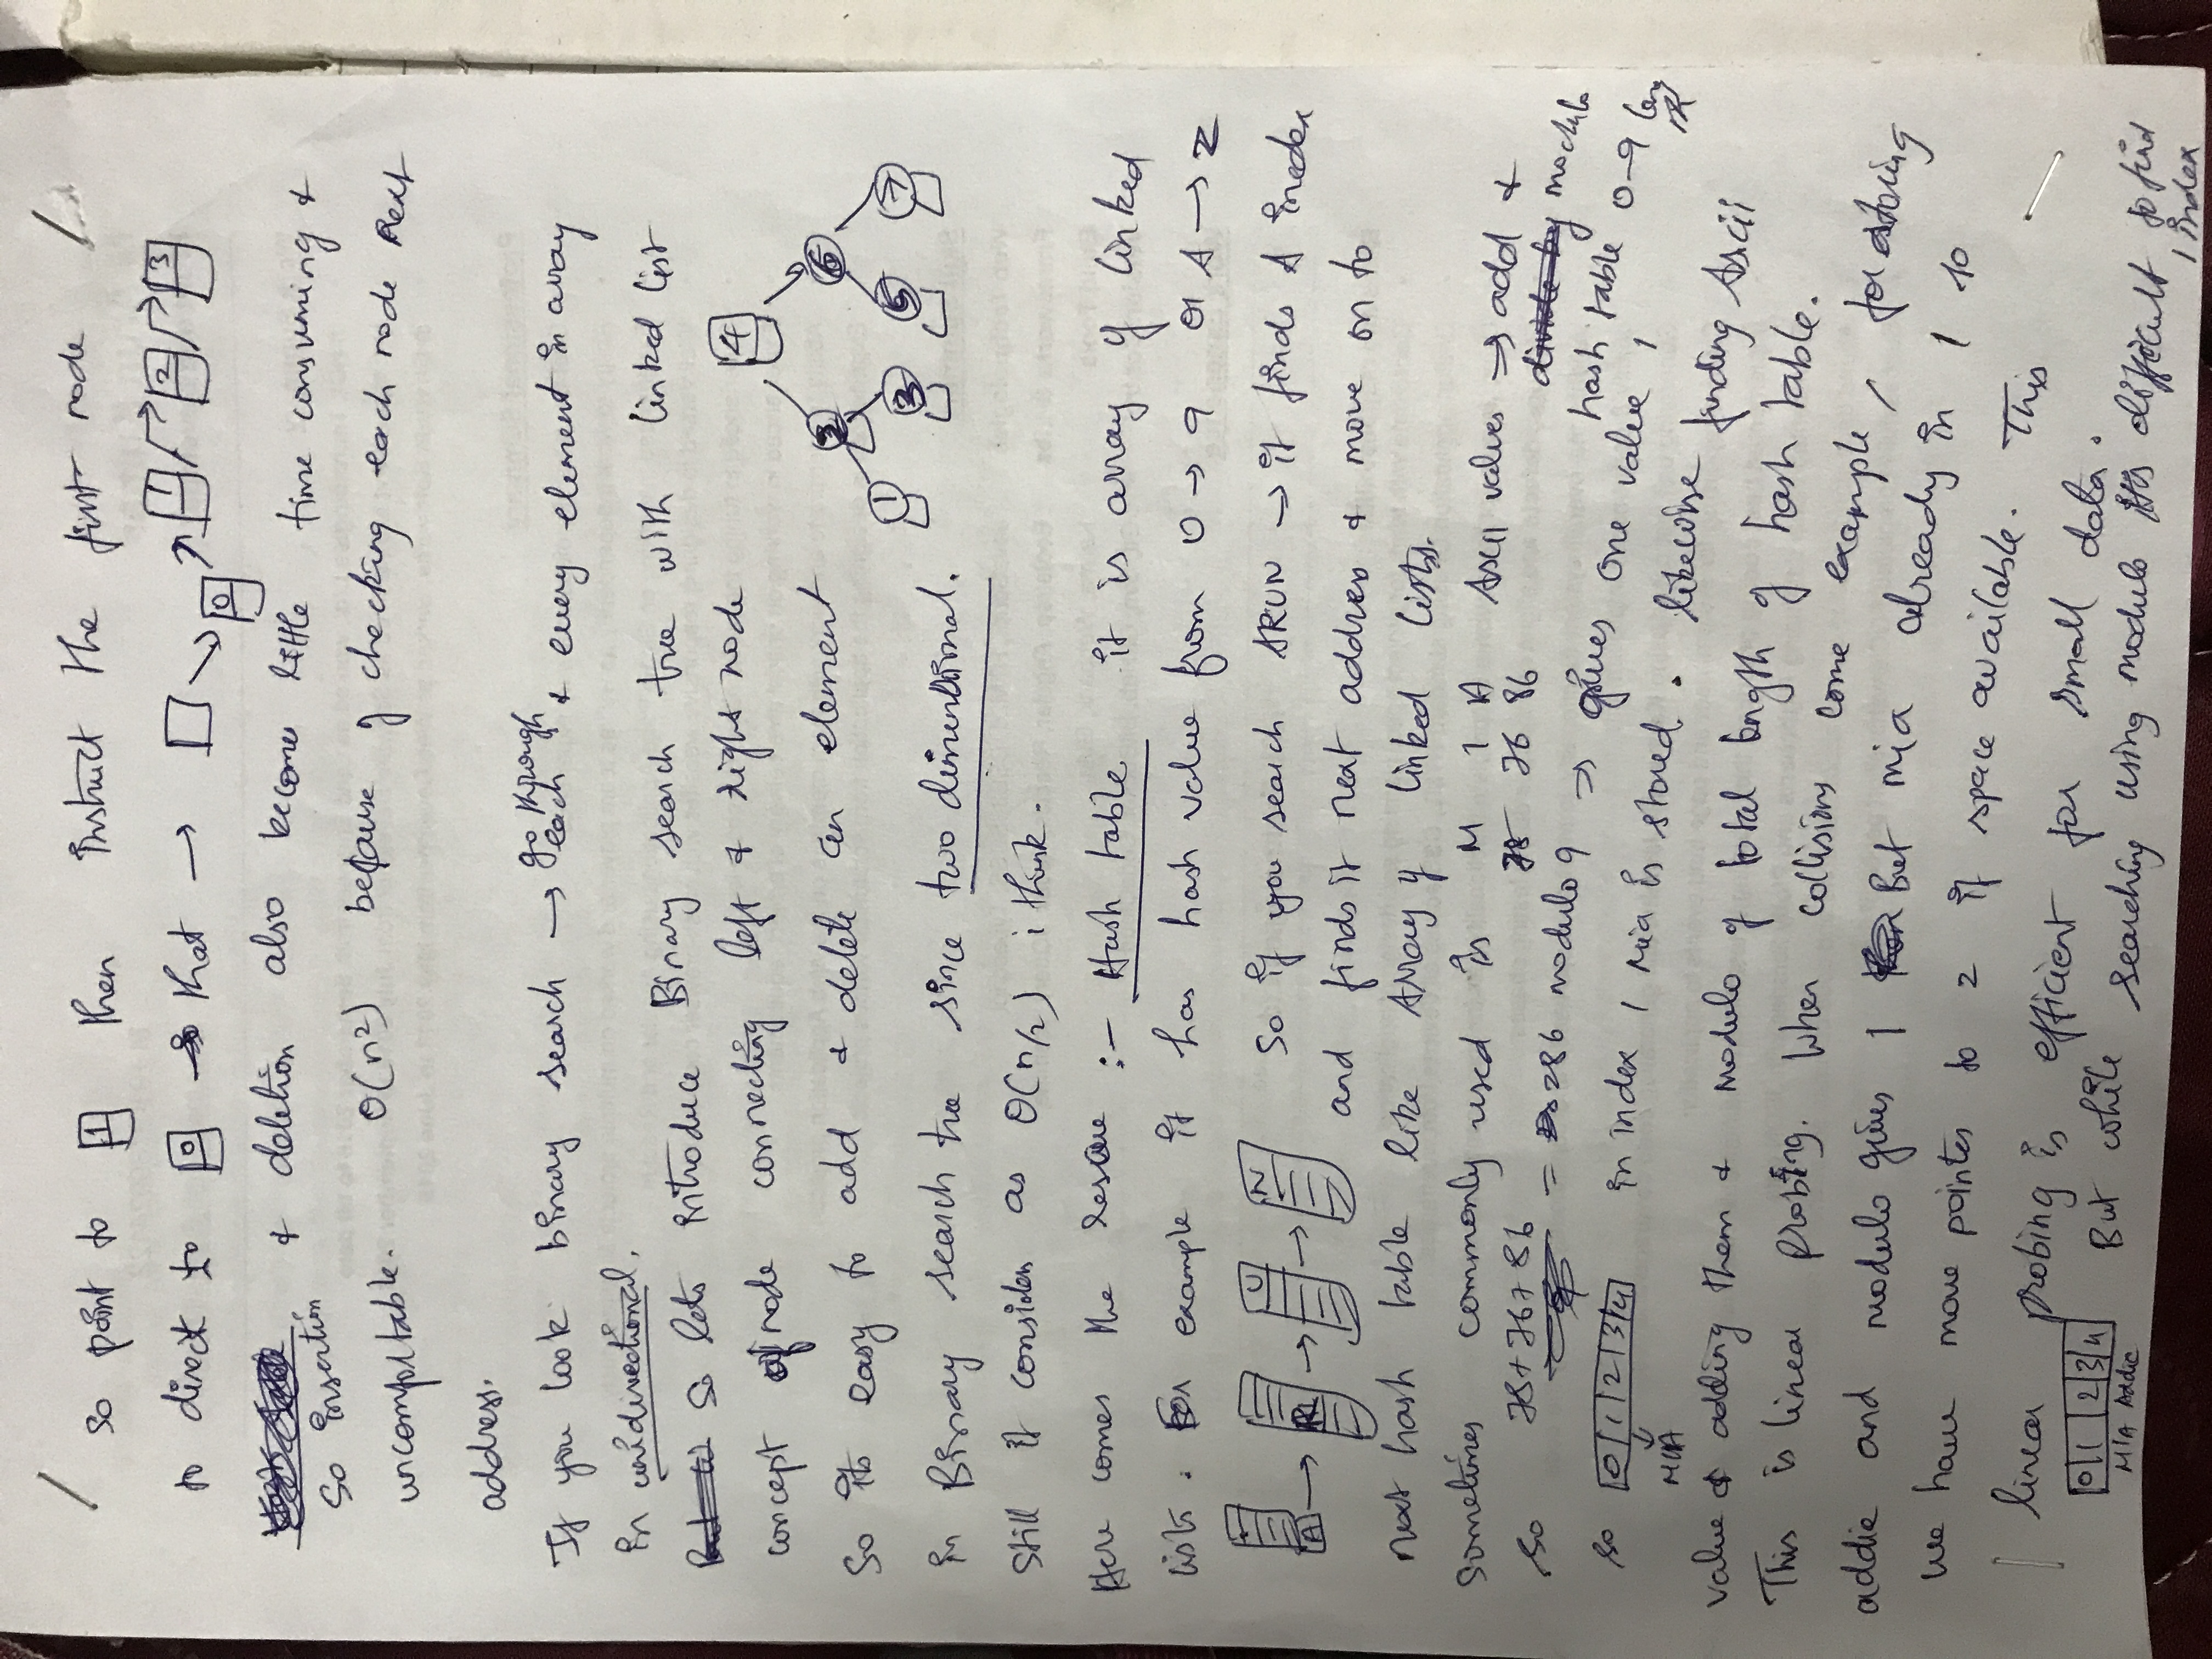 so point to 1 then instruct the first node
to direct to 0 that → 0 1 2 3
So insertion & deletion also becomes little time consuming &
uncomfortable. O(n²) because of checking each node next
address.
If you look binary search → go through each & every element in array
in unidirectional.
So lets introduce Binary search tree with linked list
concept of node connecting left & right node
4
2 6
1 3 5 7
So its easy to add & delete an element
in Binary search tree since two dimensional.
Still it consider as O(n/2) i think.
Here comes the rescue :- Hash table it is array of linked
lists. For example it has hash value from 0 → 9 or A → Z
A → R → U → N So if you search ARUN → it finds A inedex
and finds it next address & move on to
next hash table like Array of linked lists.
Sometimes commonly used is M I A Ascii values → add &
78 76 86 modulo
so 78+76+86 = 286 modulo 9 → gives one value, hash table 0-9 length
so 0 1 2 3 4 in index 1 Mia is stored. likewise finding Ascii
MIA
value & adding them & modulo of total length of hash table.
This is linear probing. When collisions come example, for storing
addie and modulo gives 1 But mia already in 1 so
we have move pointer to 2 if space available. This
linear probing is efficient for small data.
0 1 2 3 4
MIA Addie
But while searching using modulo its difficult to find
1 index